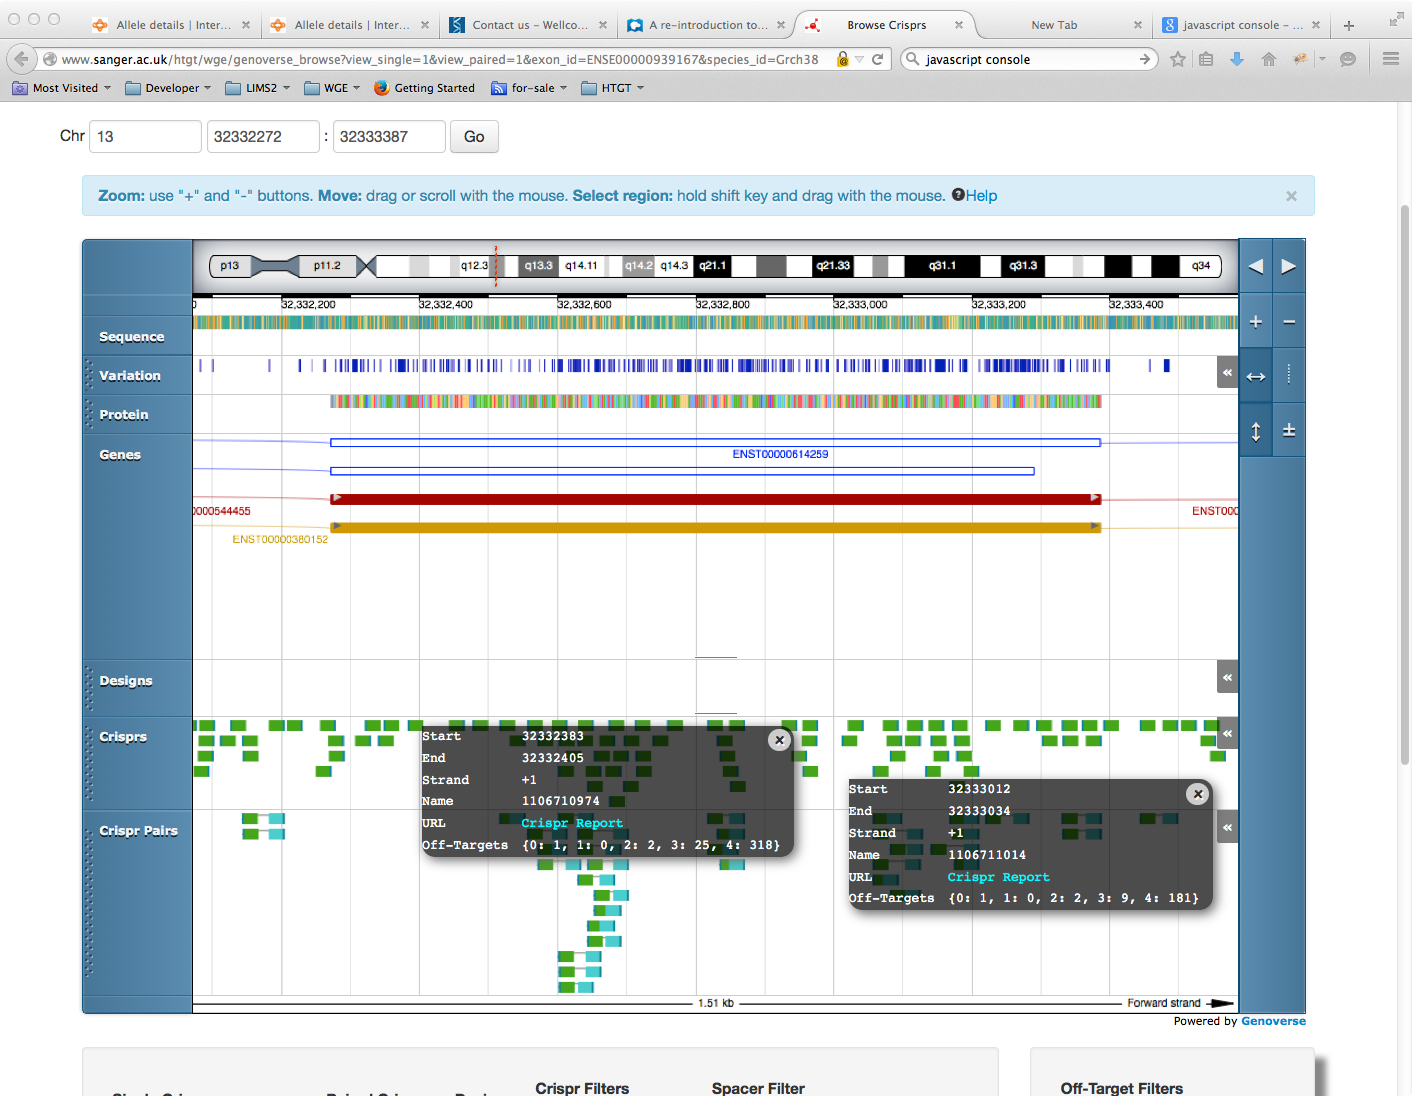 Allele details | Inter...
Allele details | Inter...
Contact us – Wellco...
A re-introduction to...
Browse Crisprs
New Tab
javascript console – ...
www.sanger.ac.uk/htgt/wge/genoverse_browse?view_single=1&view_paired=1&exon_id=ENSE00000939167&species_id=Grch38
javascript console
Most Visited
Developer
LIMS2
WGE
Getting Started
for-sale
HTGT
Chr 13 32332272 : 32333387 Go
Zoom: use "+" and "-" buttons. Move: drag or scroll with the mouse. Select region: hold shift key and drag with the mouse. Help
p13 p11.2 q12.3 q13.3 q14.11 q14.2 q14.3 q21.1 q21.33 q31.1 q31.3 q34
32,332,200 32,332,400 32,332,600 32,332,800 32,333,000 32,333,200 32,333,400
Sequence
Variation
Protein
Genes
ENST00000614259
0000544455
ENST000
ENST00000380152
Designs
Crisprs
Start 32332383
End 32332405
Strand +1
Name 1106710974
URL Crispr Report
Off-Targets {0: 1, 1: 0, 2: 2, 3: 25, 4: 318}
Start 32333012
End 32333034
Strand +1
Name 1106711014
URL Crispr Report
Off-Targets {0: 1, 1: 0, 2: 2, 3: 9, 4: 181}
Crispr Pairs
1.51 kb
Forward strand
Powered by Genoverse
Crispr Filters
Spacer Filter
Off-Target Filters